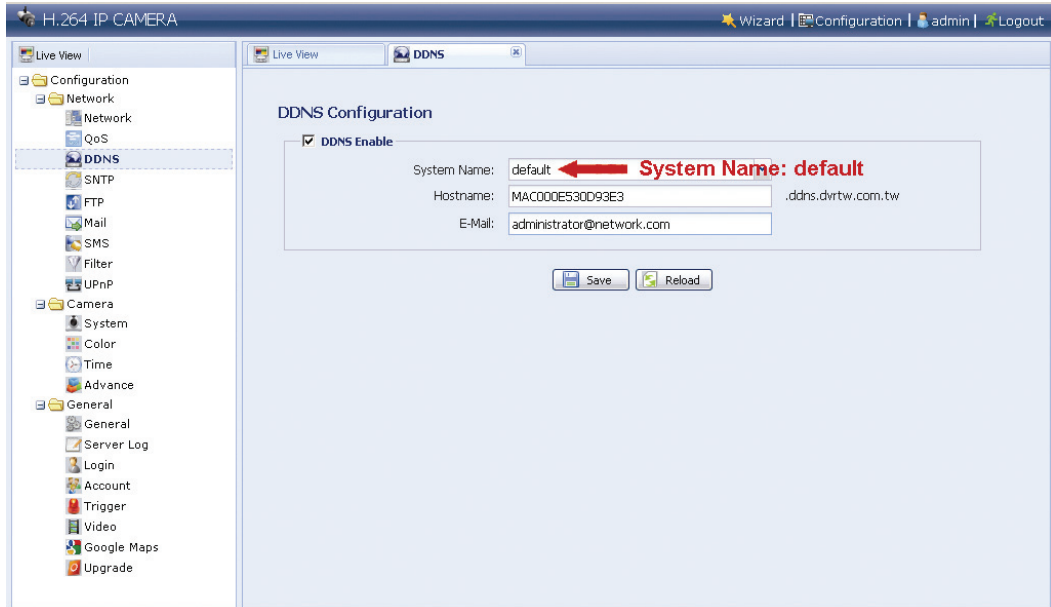 H.264 IP CAMERA
Wizard | Configuration | admin | Logout
Live View
Live View
DDNS
Configuration
Network
Network
QoS
DDNS
SNTP
FTP
Mail
SMS
Filter
UPnP
Camera
System
Color
Time
Advance
General
General
Server Log
Login
Account
Trigger
Video
Google Maps
Upgrade
DDNS Configuration
DDNS Enable
System Name: default System Name: default
Hostname: MAC000E530D93E3 .ddns.dvrtw.com.tw
E-Mail: administrator@network.com
Save Reload